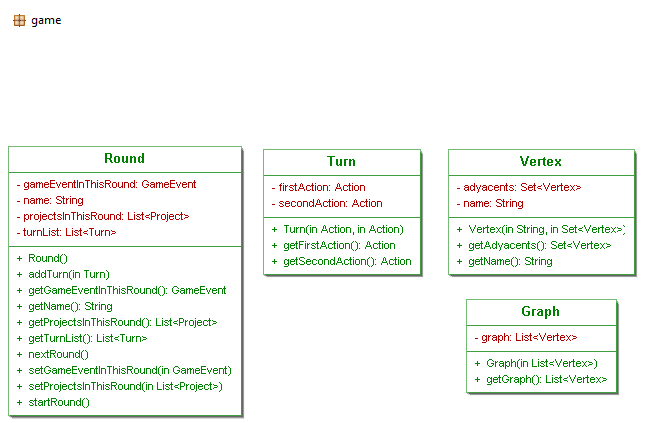 game
Round
- gameEventInThisRound: GameEvent
- name: String
- projectsInThisRound: List<Project>
- turnList: List<Turn>
+ Round()
+ addTurn(in Turn)
+ getGameEventInThisRound(): GameEvent
+ getName(): String
+ getProjectsInThisRound(): List<Project>
+ getTurnList(): List<Turn>
+ nextRound()
+ setGameEventInThisRound(in GameEvent)
+ setProjectsInThisRound(in List<Project>)
+ startRound()
Turn
- firstAction: Action
- secondAction: Action
+ Turn(in Action, in Action)
+ getFirstAction(): Action
+ getSecondAction(): Action
Vertex
- adyacents: Set<Vertex>
- name: String
+ Vertex(in String, in Set<Vertex>)
+ getAdyacents(): Set<Vertex>
+ getName(): String
Graph
- graph: List<Vertex>
+ Graph(in List<Vertex>)
+ getGraph(): List<Vertex>